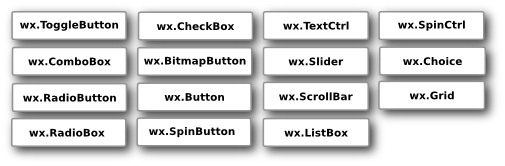 wx.ToggleButton wx.CheckBox wx.TextCtrl wx.SpinCtrl
wx.ComboBox wx.BitmapButton wx.Slider wx.Choice
wx.RadioButton wx.Button wx.ScrollBar wx.Grid
wx.RadioBox wx.SpinButton wx.ListBox